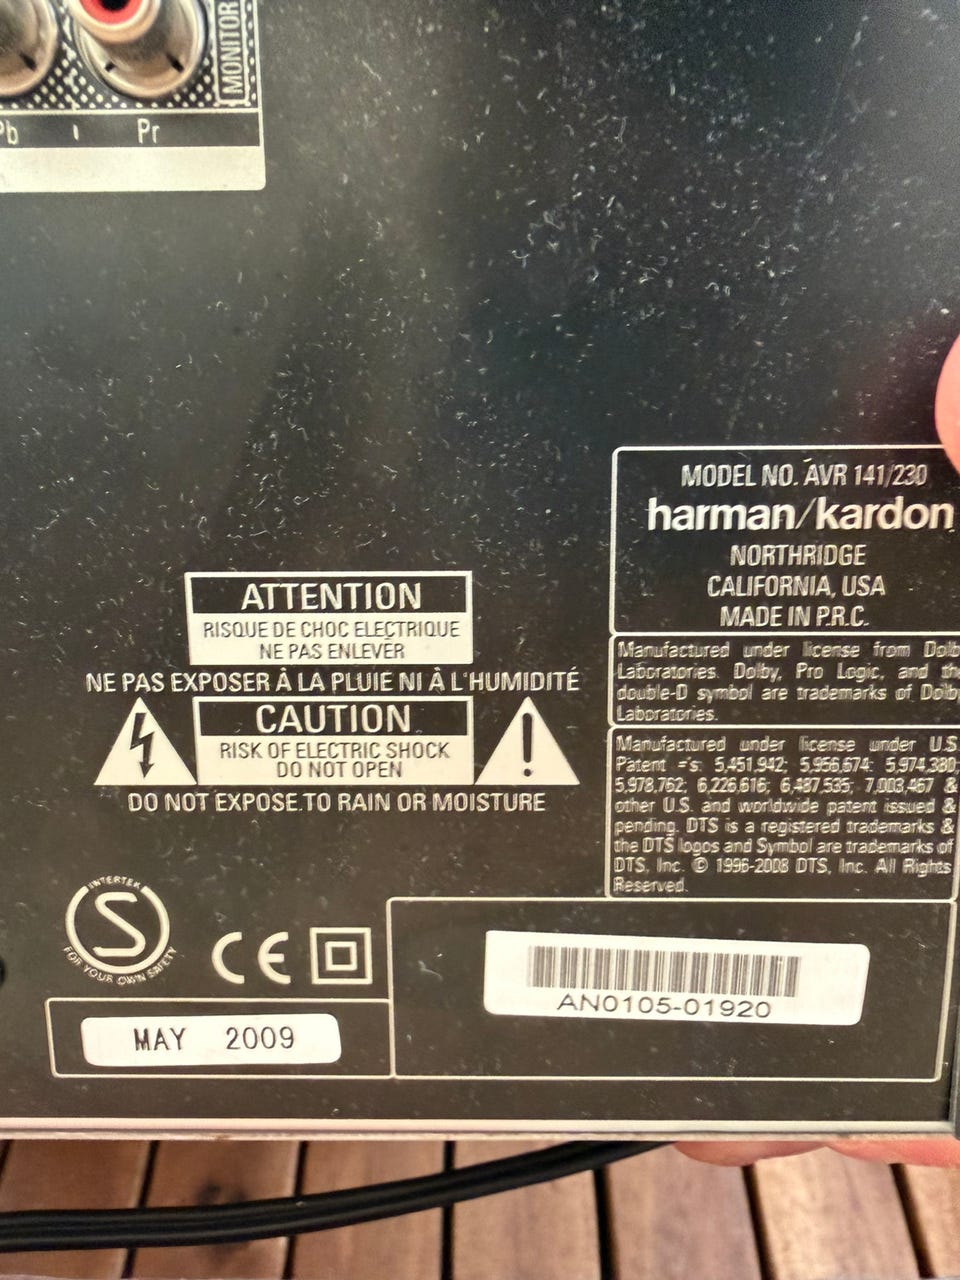 MONITOR
Pb
Pr
MODEL NO. AVR 141/230
harman/kardon
NORTHRIDGE
CALIFORNIA, USA
MADE IN P.R.C.
ATTENTION
RISQUE DE CHOC ELECTRIQUE
NE PAS ENLEVER
NE PAS EXPOSER À LA PLUIE NI À L'HUMIDITÉ
CAUTION
RISK OF ELECTRIC SHOCK
DO NOT OPEN
DO NOT EXPOSE TO RAIN OR MOISTURE
Manufactured under license from Dolb
Laboratories. Dolby, Pro Logic, and the
double-D symbol are trademarks of Dolby
Laboratories.
Manufactured under license under U.S.
Patent #'s: 5,451,942; 5,956,674; 5,974,380;
5,978,762; 6,226,616; 6,487,535; 7,003,467 &
other U.S. and worldwide patent issued &
pending. DTS is a registered trademarks &
the DTS logos and Symbol are trademarks of
DTS, Inc. © 1996-2008 DTS, Inc. All Rights
Reserved.
INTERTEK
S
FOR YOUR OWN SAFETY
CE
AN0105-01920
MAY 2009